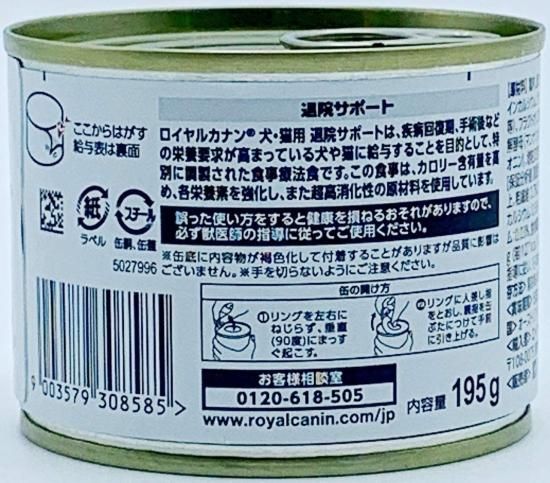 退院サポート
ロイヤルカナン® 犬・猫用 退院サポートは、疾病回復期、手術後など
の栄養要求が高まっている犬や猫に給与することを目的として、特
別に調製された食事療法食です。この食事は、カロリー含有量を高
め、各栄養素を強化し、また超高消化性の原材料を使用しています。
誤った使い方をすると健康を損ねるおそれがありますので、
必ず獣医師の指導に従ってご使用ください。
※缶底に内容物が褐色化して付着することがありますが品質に影響は
ございません。※手を切らないようにご注意ください。
ここからはがす
給与表は裏面
紙
ラベル
スチール
缶胴、缶蓋
5027996
缶の開け方
①リングを左右に
ねじらず、垂直
(90度)にまっす
ぐ起こす。
②リングに人差し指
をとおし、親指を缶
ぶたにつけて手前
に引き上げる。
お客様相談室
0120-618-505
www.royalcanin.com/jp
内容量 195g
9 003579 308585